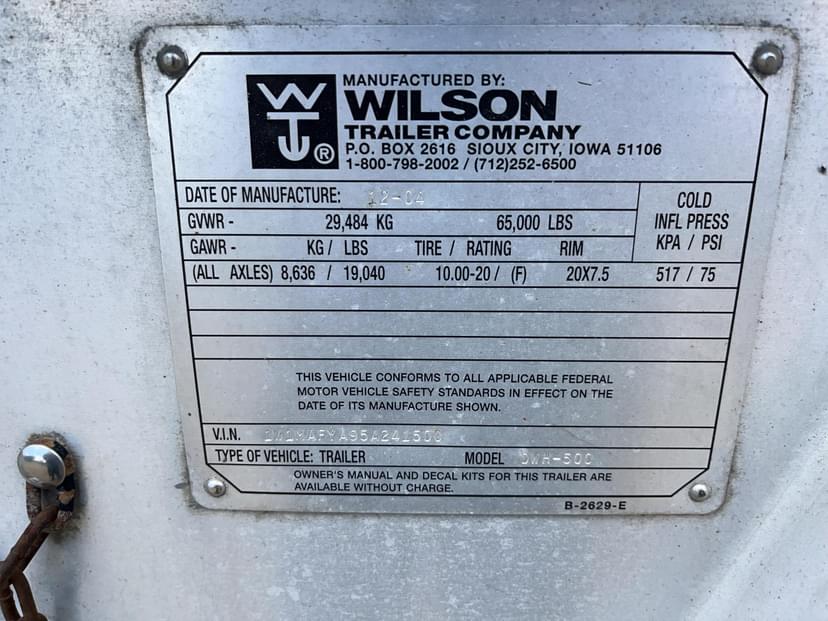 MANUFACTURED BY:
WILSON
TRAILER COMPANY
P.O. BOX 2616 SIOUX CITY, IOWA 51106
1-800-798-2002 / (712)252-6500
DATE OF MANUFACTURE: 12-04
GVWR - 29,484 KG 65,000 LBS
COLD INFL PRESS KPA / PSI
GAWR - KG / LBS TIRE / RATING RIM
(ALL AXLES) 8,636 / 19,040 10.00-20 / (F) 20X7.5 517 / 75
THIS VEHICLE CONFORMS TO ALL APPLICABLE FEDERAL
MOTOR VEHICLE SAFETY STANDARDS IN EFFECT ON THE
DATE OF ITS MANUFACTURE SHOWN.
V.I.N. 1W1MAFYA95A241500
TYPE OF VEHICLE: TRAILER MODEL DWH-500
OWNER'S MANUAL AND DECAL KITS FOR THIS TRAILER ARE
AVAILABLE WITHOUT CHARGE.
B-2629-E